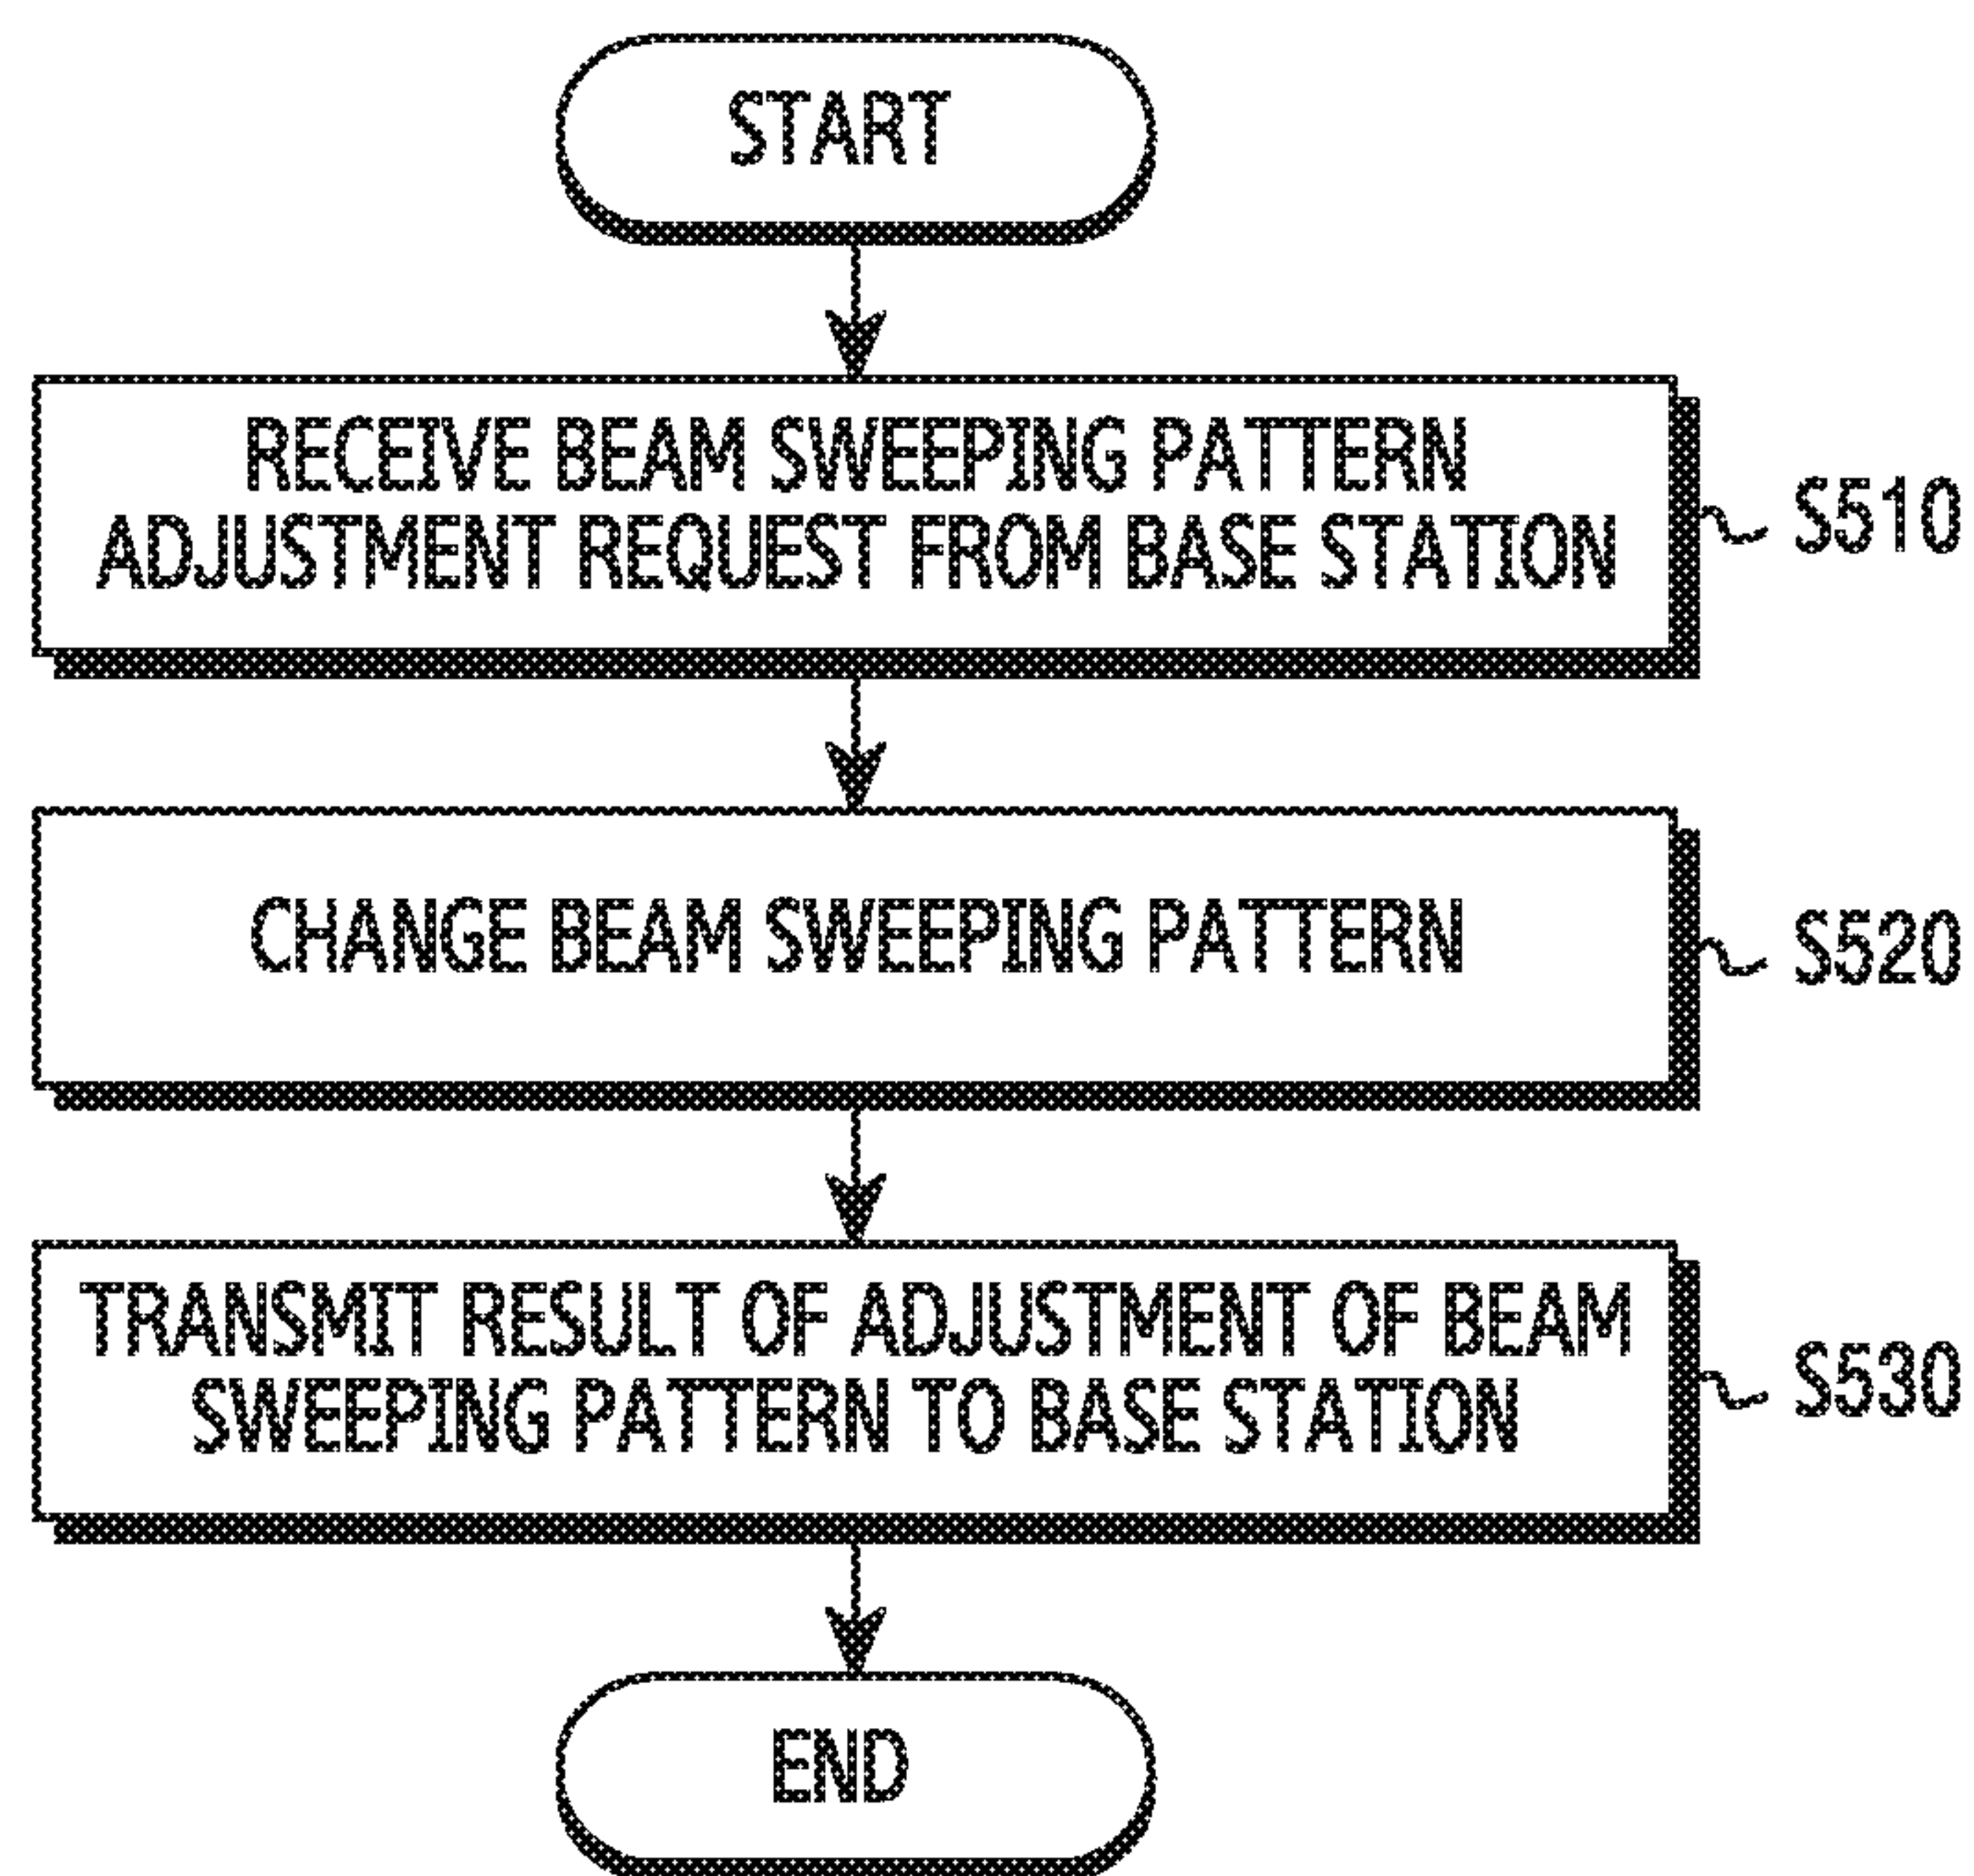 START
RECEIVE BEAM SWEEPING PATTERN
ADJUSTMENT REQUEST FROM BASE STATION
S510
CHANGE BEAM SWEEPING PATTERN
S520
TRANSMIT RESULT OF ADJUSTMENT OF BEAM
SWEEPING PATTERN TO BASE STATION
S530
END